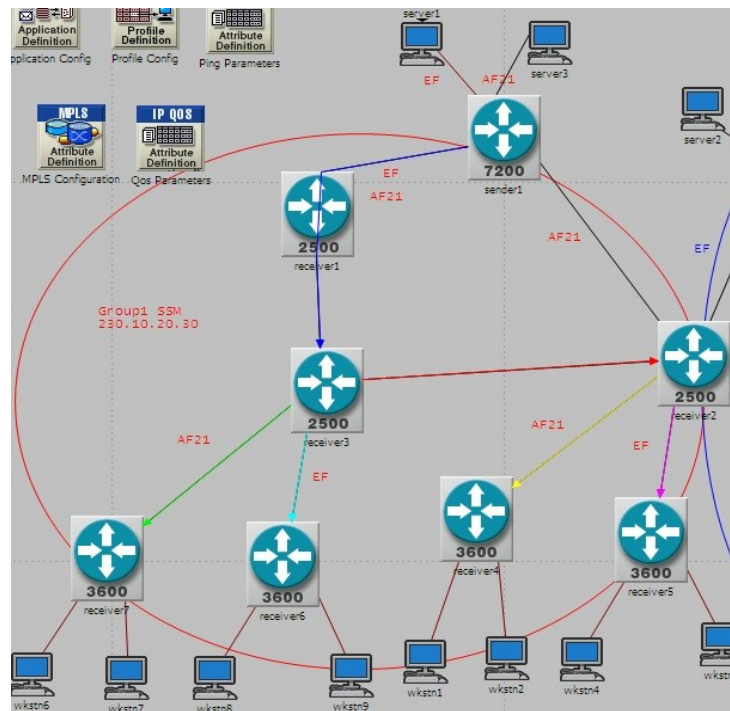 Application
Definition
pplication Config
Profile
Definition
Profile Config
Attribute
Definition
Ping Parameters
server1
server3
EF
AF21
server2
MPLS
Attribute
Definition
MPLS Configuration
IP QOS
Attribute
Definition
Qos Parameters
7200
sender1
EF
AF21
2500
receiver1
AF21
EF
Group1 SSM
230.10.20.30
2500
receiver3
2500
receiver2
AF21
EF
AF21
EF
3600
receiver7
3600
receiver6
3600
receiver4
3600
receiver5
wkstn6
wkstn7
wkstn8
wkstn9
wkstn1
wkstn2
wkstn4